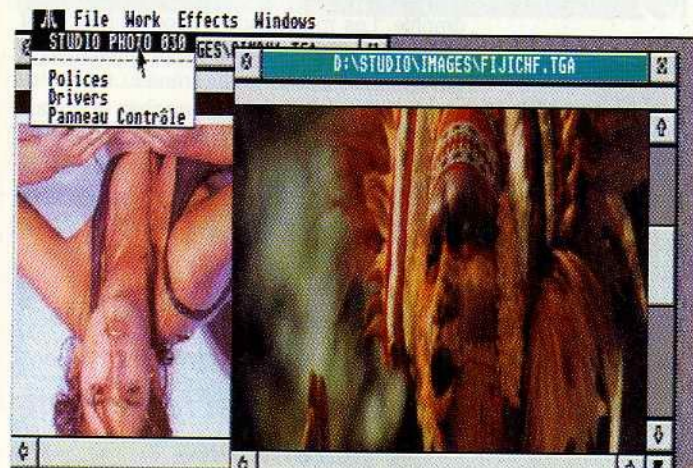 File Work Effects Windows
STUDIO PHOTO 030
D:\STUDIO\IMAGES\FIJICHF.TGA
Polices
Drivers
Panneau Contrôle